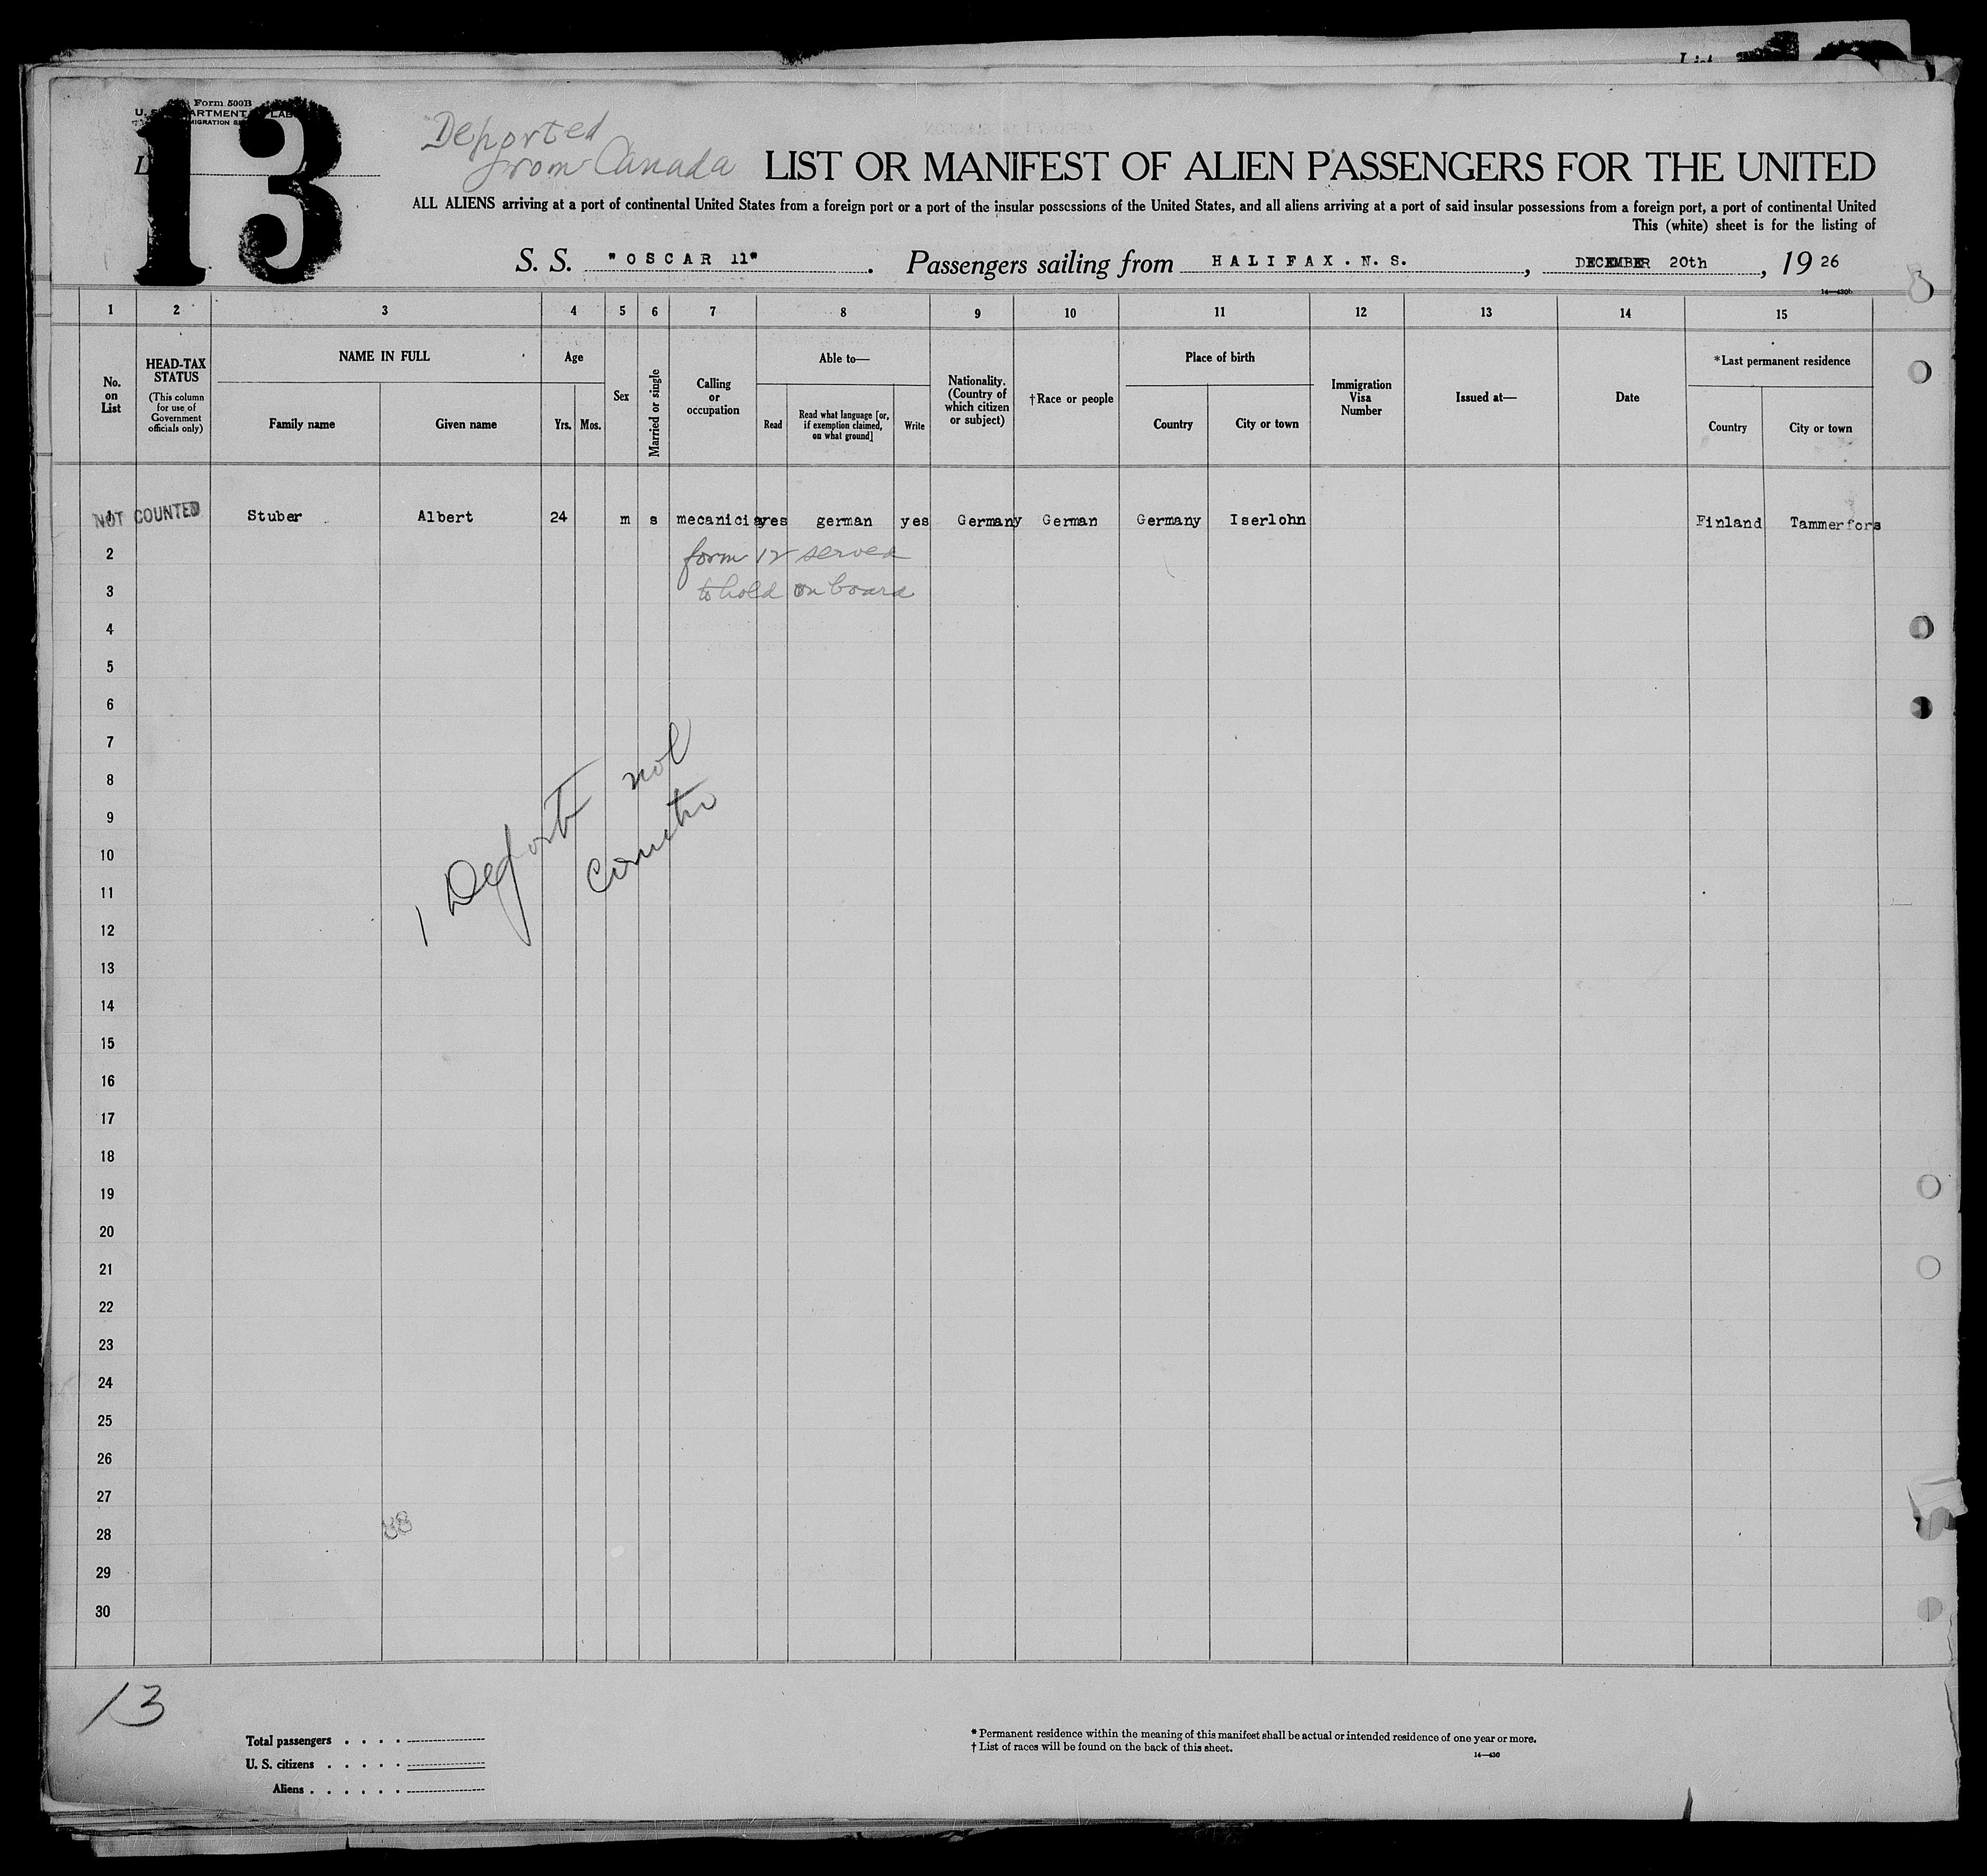 Form 500B
13
Deported
from Canada
LIST OR MANIFEST OF ALIEN PASSENGERS FOR THE UNITED
ALL ALIENS arriving at a port of continental United States from a foreign port or a port of the insular possessions of the United States, and all aliens arriving at a port of said insular possessions from a foreign port, a port of continental United
This (white) sheet is for the listing of
S. S. "OSCAR 11". Passengers sailing from HALIFAX. N. S., DECEMBER 20th, 19 26
1 2 3 4 5 6 7 8 9 10 11 12 13 14 15
No. on List
HEAD-TAX STATUS
(This column for use of Government officials only)
NAME IN FULL
Family name
Given name
Age
Yrs. Mos.
Sex
Married or single
Calling or occupation
Able to—
Read
Read what language [or, if exemption claimed, on what ground]
Write
Nationality. (Country of which citizen or subject)
†Race or people
Place of birth
Country
City or town
Immigration Visa Number
Issued at—
Date
*Last permanent residence
Country
City or town
NOT COUNTED Stuber Albert 24 m s mecanician yes german yes Germany German Germany Iserlohn Finland Tammerfors
2 form 12 served
3 to hold on board
4
5
6
7
8
9
10
11
12
13
14
15
16
17
18
19
20
21
22
23
24
25
26
27
28
29
30
1 Deport not
13
Total passengers
U. S. citizens
Aliens
* Permanent residence within the meaning of this manifest shall be actual or intended residence of one year or more.
† List of races will be found on the back of this sheet.
14—430